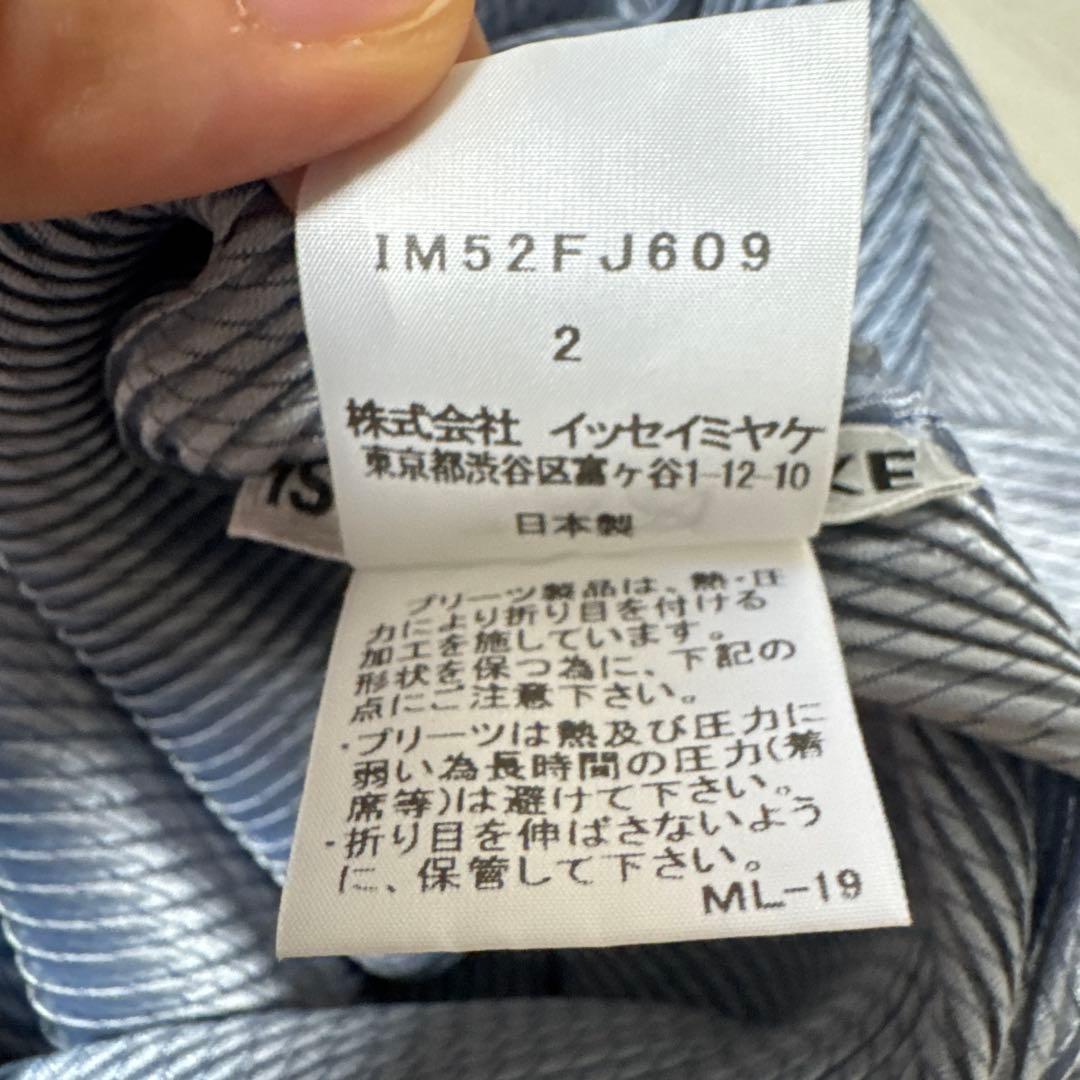 IM52FJ609
2
株式会社 イッセイミヤケ
東京都渋谷区富ヶ谷1-12-10
IS KE
日本製
プリーツ製品は、熱・圧
力により折り目を付ける
加工を施しています。
形状を保つ為に、下記の
点にご注意下さい。
・プリーツは熱及び圧力に
弱い為長時間の圧力(着
席等)は避けて下さい。
・折り目を伸ばさないよう
に、保管して下さい。
ML-19